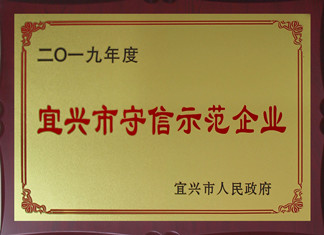 二〇一九年度
宜兴市守信示范企业
宜兴市人民政府